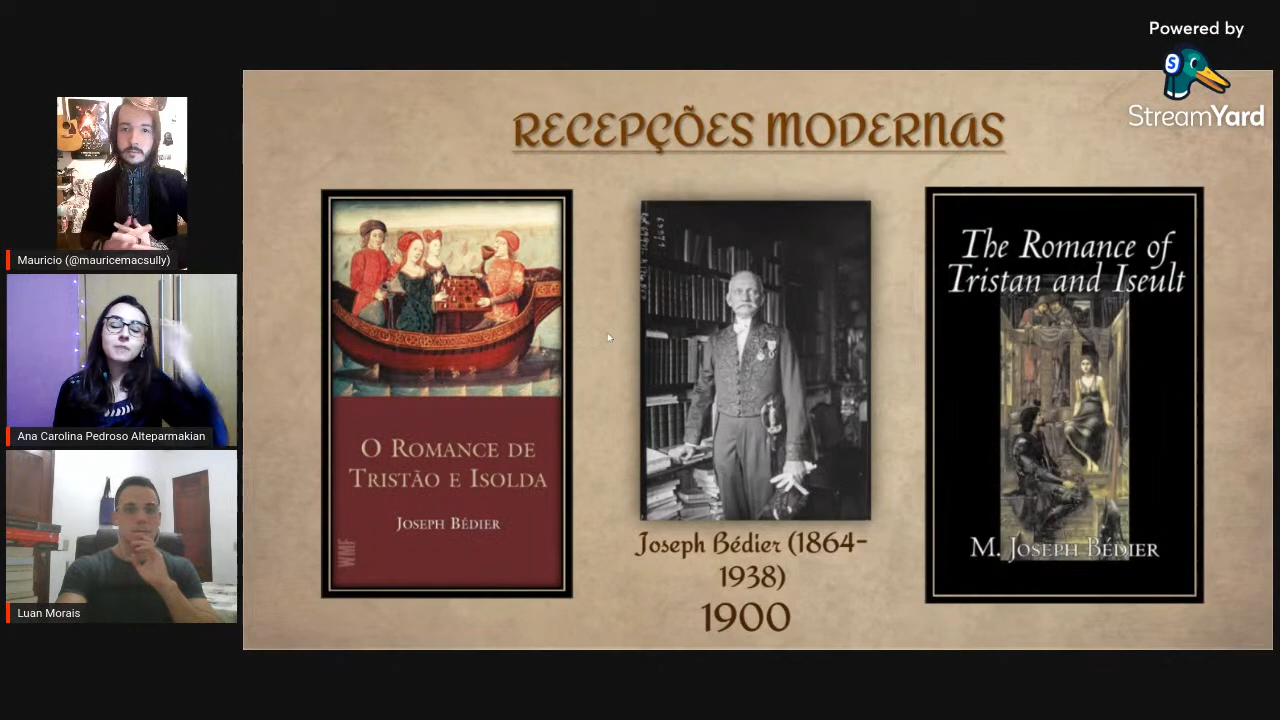 Powered by
StreamYard
RECEPÇÕES MODERNAS
Mauricio (@mauricemacsully)
Ana Carolina Pedroso Alteparmakian
Luan Morais
O ROMANCE DE
TRISTÃO E ISOLDA
JOSEPH BÉDIER
WMF
Joseph Bédier (1864-
1938)
1900
The Romance of
Tristan and Iseult
M. JOSEPH BÉDIER